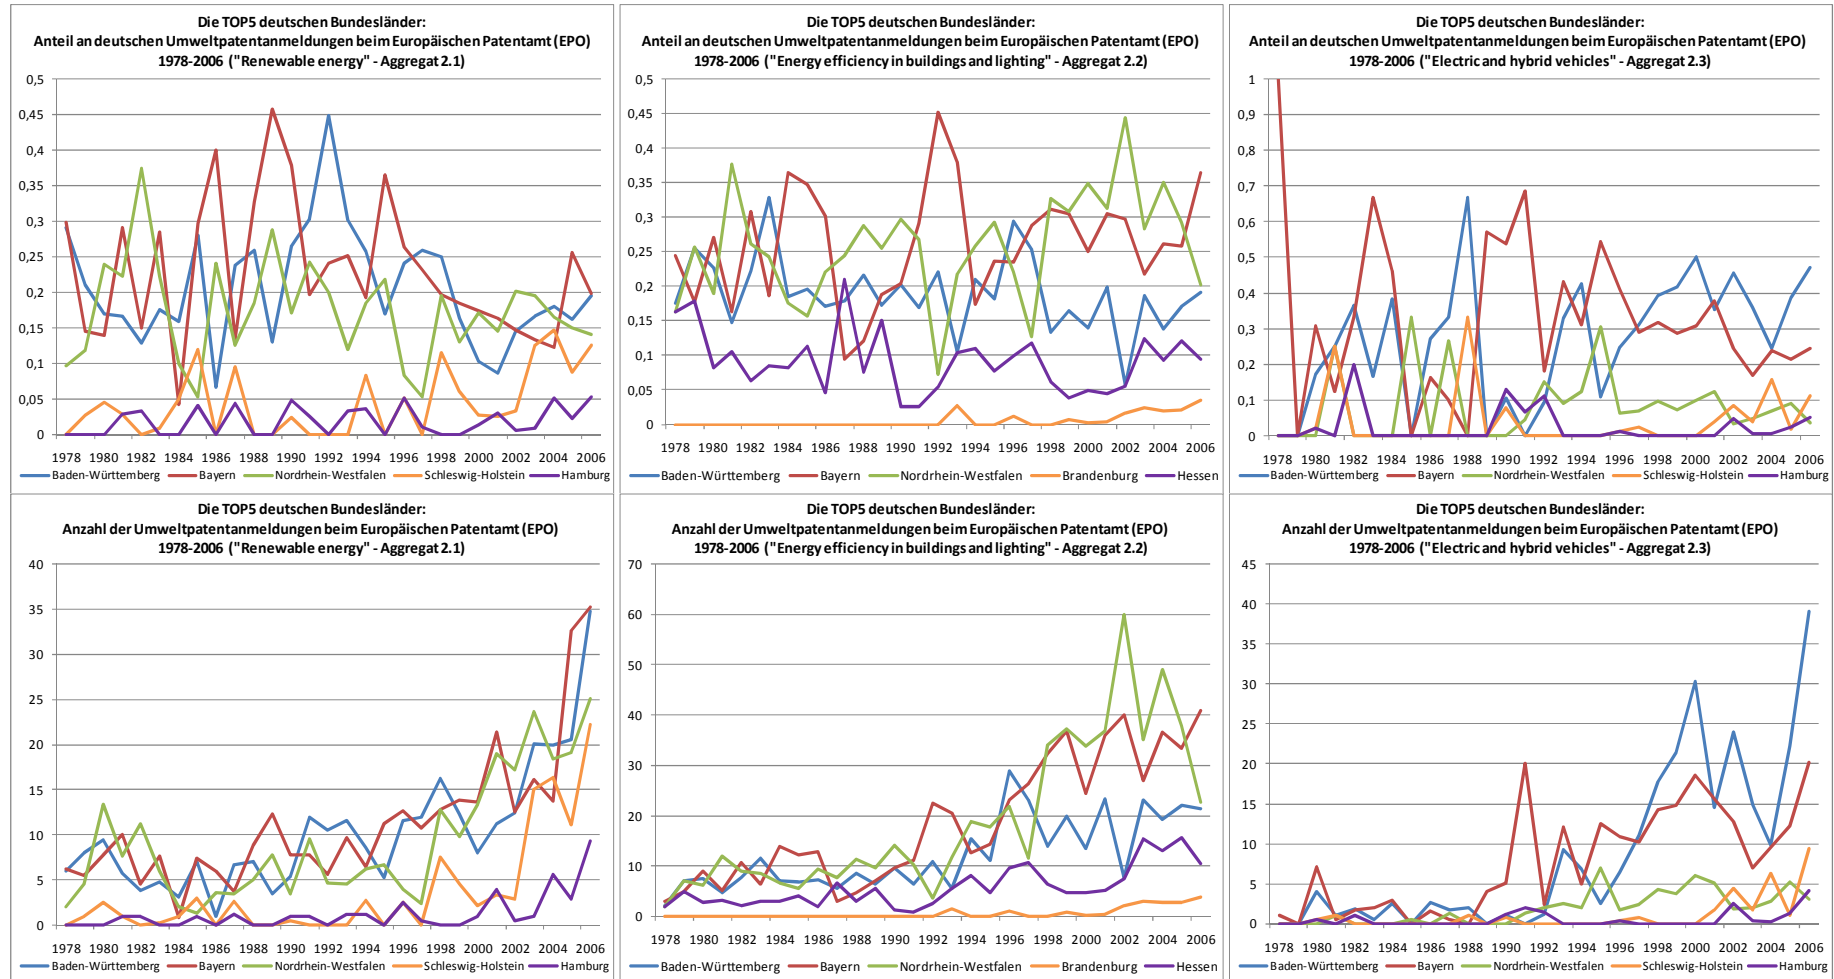 Die TOP5 deutschen Bundesländer:
Anteil an deutschen Umweltpatentanmeldungen beim Europäischen Patentamt (EPO)
1978-2006 ("Renewable energy" - Aggregat 2.1)
0,5
0,45
0,4
0,35
0,3
0,25
0,2
0,15
0,1
0,05
0
1978 1980 1982 1984 1986 1988 1990 1992 1994 1996 1998 2000 2002 2004 2006
Baden-Württemberg Bayern Nordrhein-Westfalen Schleswig-Holstein Hamburg
Die TOP5 deutschen Bundesländer:
Anteil an deutschen Umweltpatentanmeldungen beim Europäischen Patentamt (EPO)
1978-2006 ("Energy efficiency in buildings and lighting" - Aggregat 2.2)
0,5
0,45
0,4
0,35
0,3
0,25
0,2
0,15
0,1
0,05
0
1978 1980 1982 1984 1986 1988 1990 1992 1994 1996 1998 2000 2002 2004 2006
Baden-Württemberg Bayern Nordrhein-Westfalen Brandenburg Hessen
Die TOP5 deutschen Bundesländer:
Anteil an deutschen Umweltpatentanmeldungen beim Europäischen Patentamt (EPO)
1978-2006 ("Electric and hybrid vehicles" - Aggregat 2.3)
1
0,9
0,8
0,7
0,6
0,5
0,4
0,3
0,2
0,1
0
1978 1980 1982 1984 1986 1988 1990 1992 1994 1996 1998 2000 2002 2004 2006
Baden-Württemberg Bayern Nordrhein-Westfalen Schleswig-Holstein Hamburg
Die TOP5 deutschen Bundesländer:
Anzahl der Umweltpatentanmeldungen beim Europäischen Patentamt (EPO)
1978-2006 ("Renewable energy" - Aggregat 2.1)
40
35
30
25
20
15
10
5
0
1978 1980 1982 1984 1986 1988 1990 1992 1994 1996 1998 2000 2002 2004 2006
Baden-Württemberg Bayern Nordrhein-Westfalen Schleswig-Holstein Hamburg
Die TOP5 deutschen Bundesländer:
Anzahl der Umweltpatentanmeldungen beim Europäischen Patentamt (EPO)
1978-2006 ("Energy efficiency in buildings and lighting" - Aggregat 2.2)
70
60
50
40
30
20
10
0
1978 1980 1982 1984 1986 1988 1990 1992 1994 1996 1998 2000 2002 2004 2006
Baden-Württemberg Bayern Nordrhein-Westfalen Brandenburg Hessen
Die TOP5 deutschen Bundesländer:
Anzahl der Umweltpatentanmeldungen beim Europäischen Patentamt (EPO)
1978-2006 ("Electric and hybrid vehicles" - Aggregat 2.3)
45
40
35
30
25
20
15
10
5
0
1978 1980 1982 1984 1986 1988 1990 1992 1994 1996 1998 2000 2002 2004 2006
Baden-Württemberg Bayern Nordrhein-Westfalen Schleswig-Holstein Hamburg